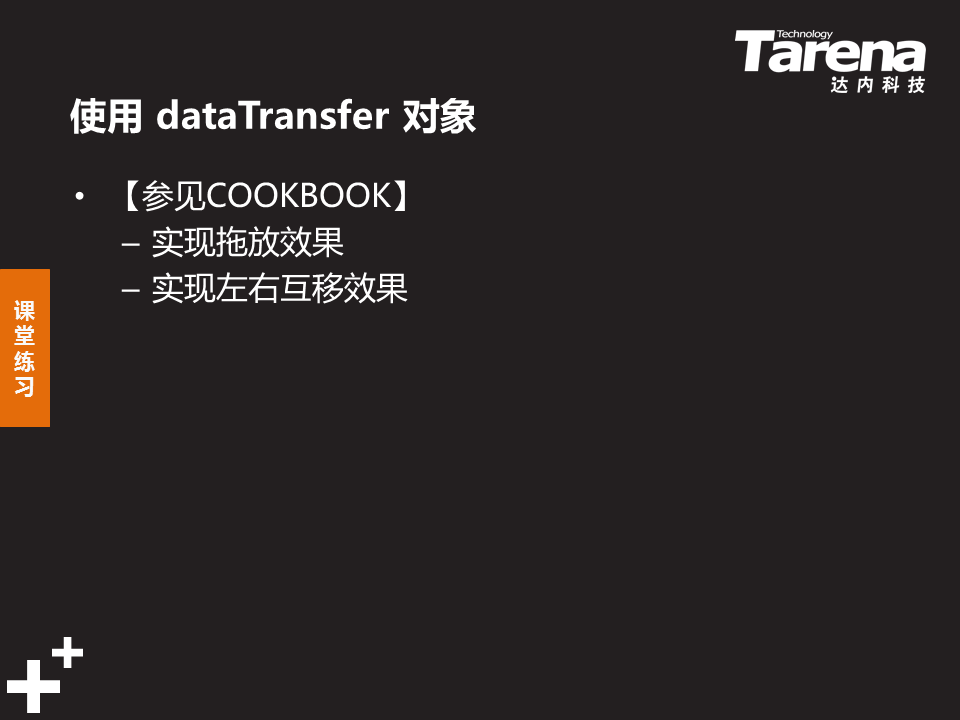 Technology
Tarena
达内科技
使用 dataTransfer 对象
• 【参见COOKBOOK】
– 实现拖放效果
– 实现左右互移效果
课
堂
练
习